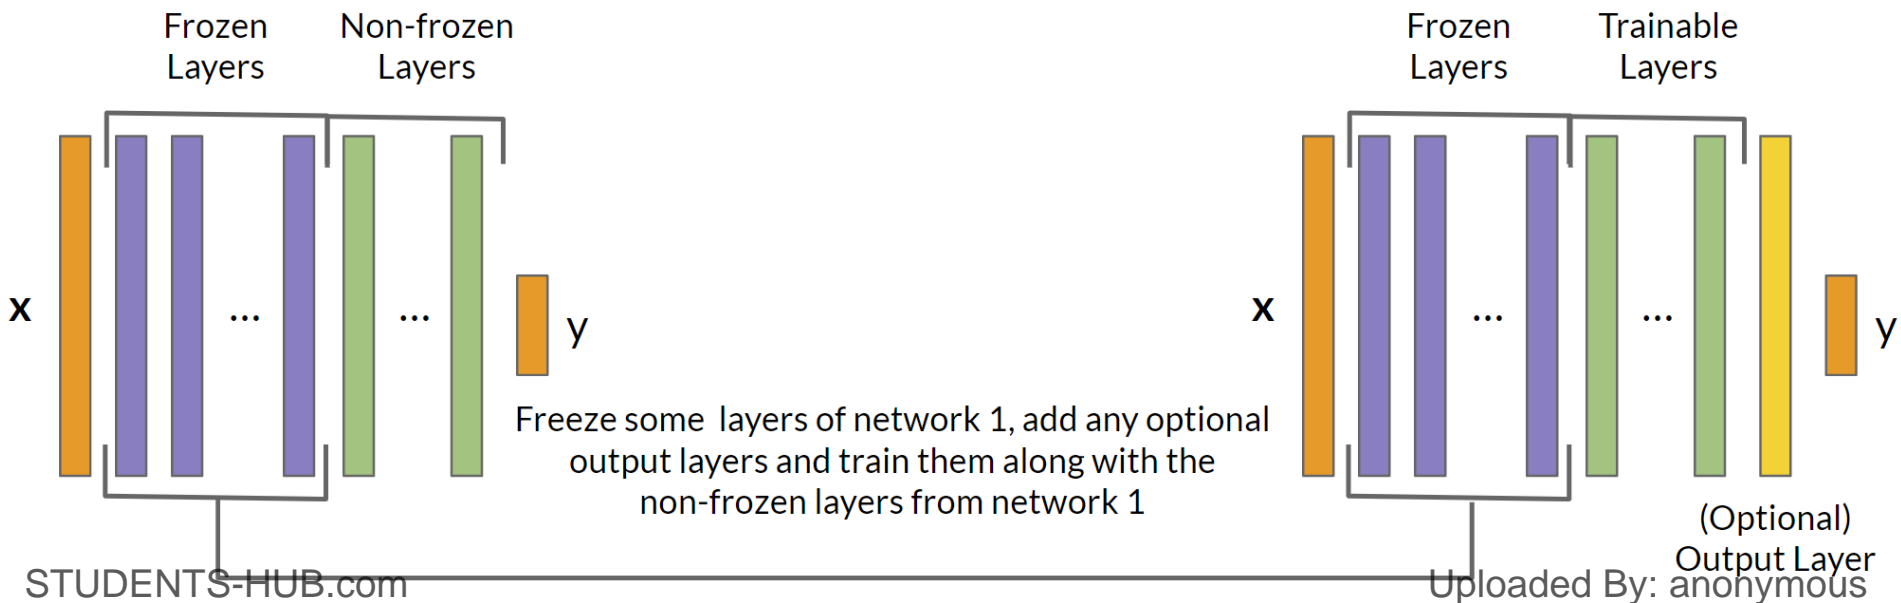 Frozen
Layers
Non-frozen
Layers
x
...
...
y
Freeze some layers of network 1, add any optional
output layers and train them along with the
non-frozen layers from network 1
Frozen
Layers
Trainable
Layers
x
...
...
y
(Optional)
Output Layer
STUDENTS-HUB.com
Uploaded By: anonymous